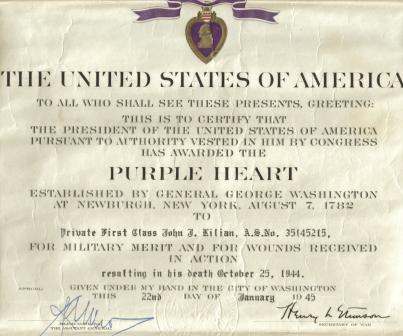 THE UNITED STATES OF AMERICA
TO ALL WHO SHALL SEE THESE PRESENTS, GREETING:
THIS IS TO CERTIFY THAT
THE PRESIDENT OF THE UNITED STATES OF AMERICA
PURSUANT TO AUTHORITY VESTED IN HIM BY CONGRESS
HAS AWARDED THE
PURPLE HEART
ESTABLISHED BY GENERAL GEORGE WASHINGTON
AT NEWBURGH, NEW YORK, AUGUST 7, 1782
TO
Private First Class John J. Kilian, A.S.No. 35145215,
FOR MILITARY MERIT AND FOR WOUNDS RECEIVED
IN ACTION
resulting in his death October 25, 1944.
GIVEN UNDER MY HAND IN THE CITY OF WASHINGTON
THIS 22nd DAY OF January 1945
Henry L Stimson
SECRETARY OF WAR